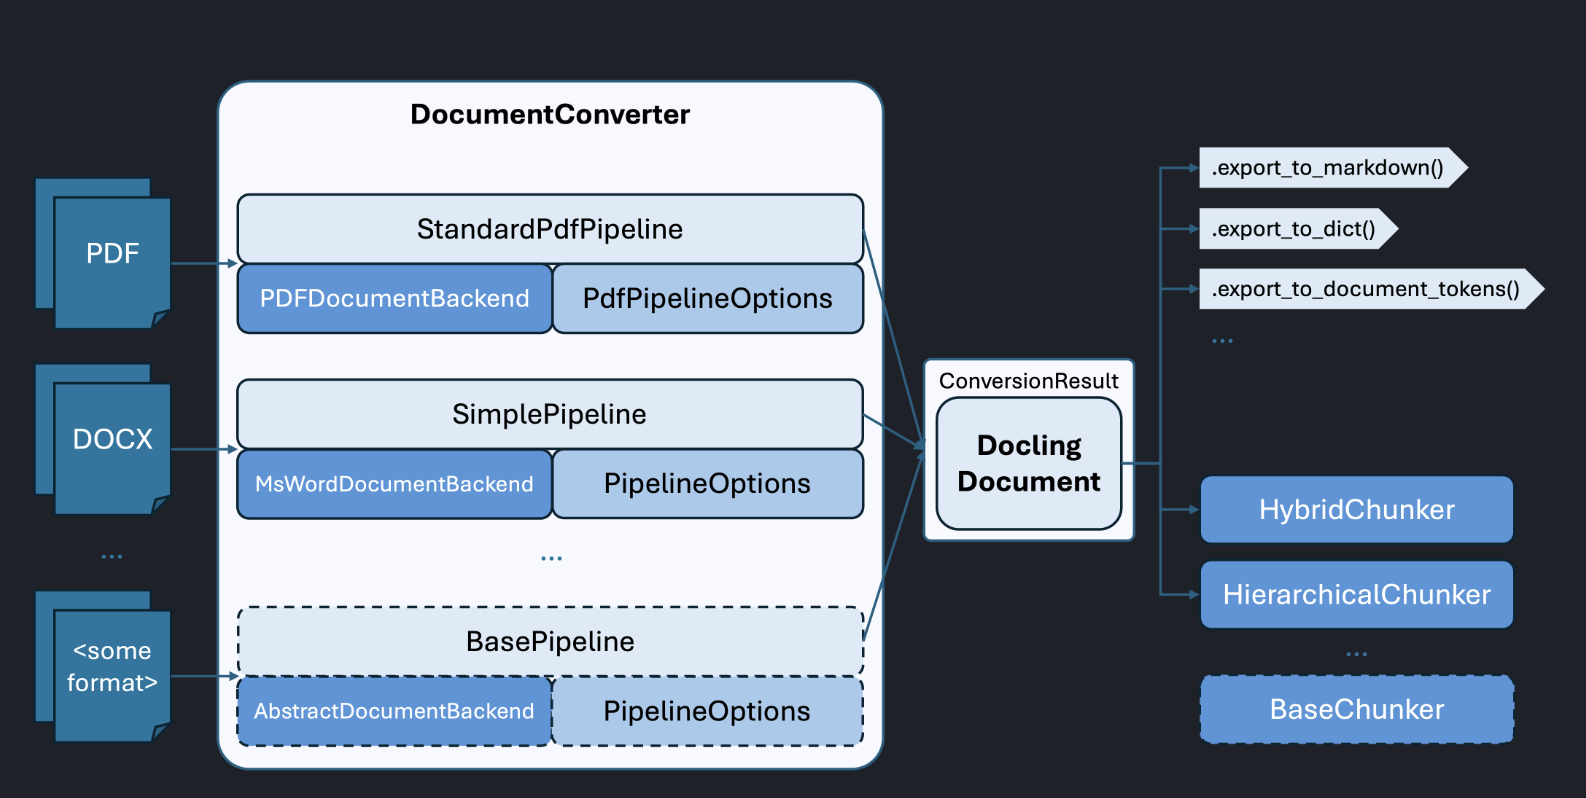 DocumentConverter
PDF
StandardPdfPipeline
PDFDocumentBackend
PdfPipelineOptions
DOCX
SimplePipeline
MsWordDocumentBackend
PipelineOptions
...
...
<some
format>
BasePipeline
AbstractDocumentBackend
PipelineOptions
ConversionResult
Docling
Document
.export_to_markdown()
.export_to_dict()
.export_to_document_tokens()
...
HybridChunker
HierarchicalChunker
...
BaseChunker